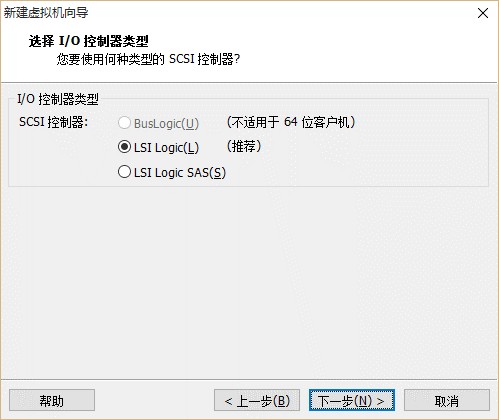 新建虚拟机向导
选择 I/O 控制器类型
您要使用何种类型的 SCSI 控制器?
I/O 控制器类型
SCSI 控制器:
BusLogic(U) (不适用于 64 位客户机)
LSI Logic(L) (推荐)
LSI Logic SAS(S)
帮助 < 上一步(B) 下一步(N) > 取消